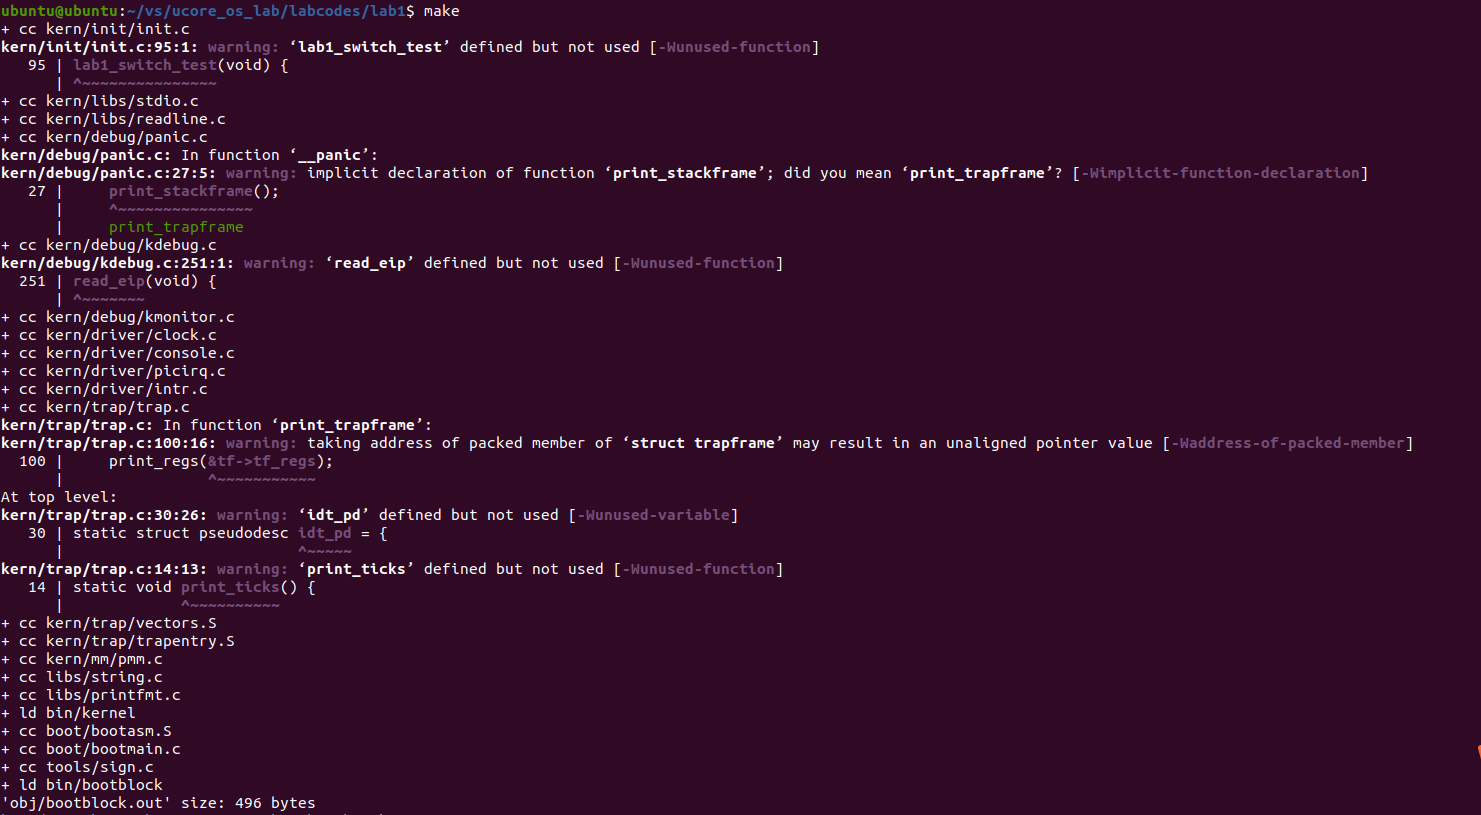 ubuntu@ubuntu:~/vs/ucore_os_lab/labcodes/lab1$ make
+ cc kern/init/init.c
kern/init/init.c:95:1: warning: ‘lab1_switch_test’ defined but not used [-Wunused-function]
   95 | lab1_switch_test(void) {
      | ^~~~~~~~~~~~~~~~
+ cc kern/libs/stdio.c
+ cc kern/libs/readline.c
+ cc kern/debug/panic.c
kern/debug/panic.c: In function ‘__panic’:
kern/debug/panic.c:27:5: warning: implicit declaration of function ‘print_stackframe’; did you mean ‘print_trapframe’? [-Wimplicit-function-declaration]
   27 |     print_stackframe();
      |     ^~~~~~~~~~~~~~~~
      |     print_trapframe
+ cc kern/debug/kdebug.c
kern/debug/kdebug.c:251:1: warning: ‘read_eip’ defined but not used [-Wunused-function]
  251 | read_eip(void) {
      | ^~~~~~~~
+ cc kern/debug/kmonitor.c
+ cc kern/driver/clock.c
+ cc kern/driver/console.c
+ cc kern/driver/picirq.c
+ cc kern/driver/intr.c
+ cc kern/trap/trap.c
kern/trap/trap.c: In function ‘print_trapframe’:
kern/trap/trap.c:100:16: warning: taking address of packed member of ‘struct trapframe’ may result in an unaligned pointer value [-Waddress-of-packed-member]
  100 |     print_regs(&tf->tf_regs);
      |                ^~~~~~~~~~~~
At top level:
kern/trap/trap.c:30:26: warning: ‘idt_pd’ defined but not used [-Wunused-variable]
   30 | static struct pseudodesc idt_pd = {
      |                          ^~~~~~
kern/trap/trap.c:14:13: warning: ‘print_ticks’ defined but not used [-Wunused-function]
   14 | static void print_ticks() {
      |             ^~~~~~~~~~~
+ cc kern/trap/vectors.S
+ cc kern/trap/trapentry.S
+ cc kern/mm/pmm.c
+ cc libs/string.c
+ cc libs/printfmt.c
+ ld bin/kernel
+ cc boot/bootasm.S
+ cc boot/bootmain.c
+ cc tools/sign.c
+ ld bin/bootblock
'obj/bootblock.out' size: 496 bytes